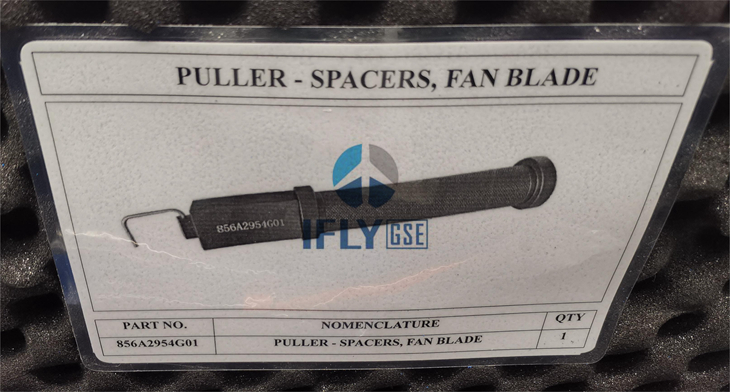 PULLER - SPACERS, FAN BLADE
856A2954G01
IFLY GSE
PART NO. NOMENCLATURE QTY
856A2954G01 PULLER - SPACERS, FAN BLADE 1